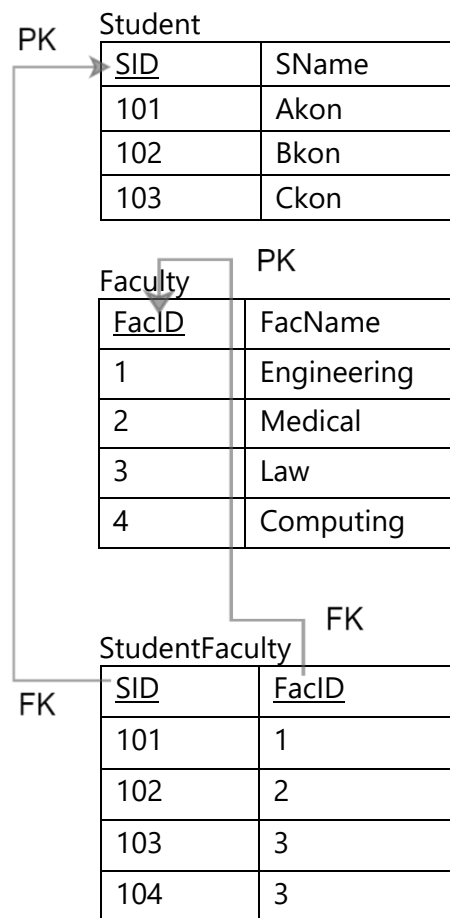 Student
PK
SID SName
101 Akon
102 Bkon
103 Ckon
PK
Faculty
FacID FacName
1 Engineering
2 Medical
3 Law
4 Computing
FK
StudentFaculty
SID FacID
FK
101 1
102 2
103 3
104 3